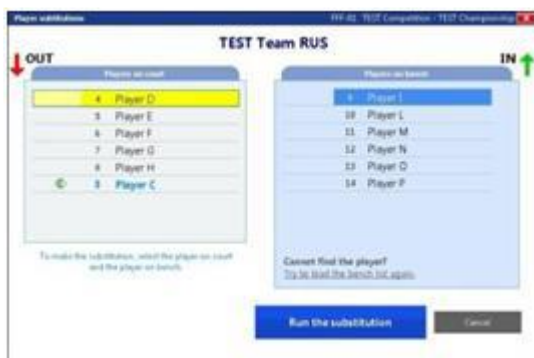 Player substitutions
FFF-01 TEST Competition - TEST Championship
TEST Team RUS
OUT
IN
Players on court
Players on bench
4 Player D
5 Player E
6 Player F
7 Player G
8 Player H
C Player C
9 Player I
10 Player L
11 Player M
12 Player N
13 Player O
14 Player P
To make the substitution, select the player on court
and the player on bench.
Cannot find the player?
Try to load the bench list again.
Run the substitution
Cancel